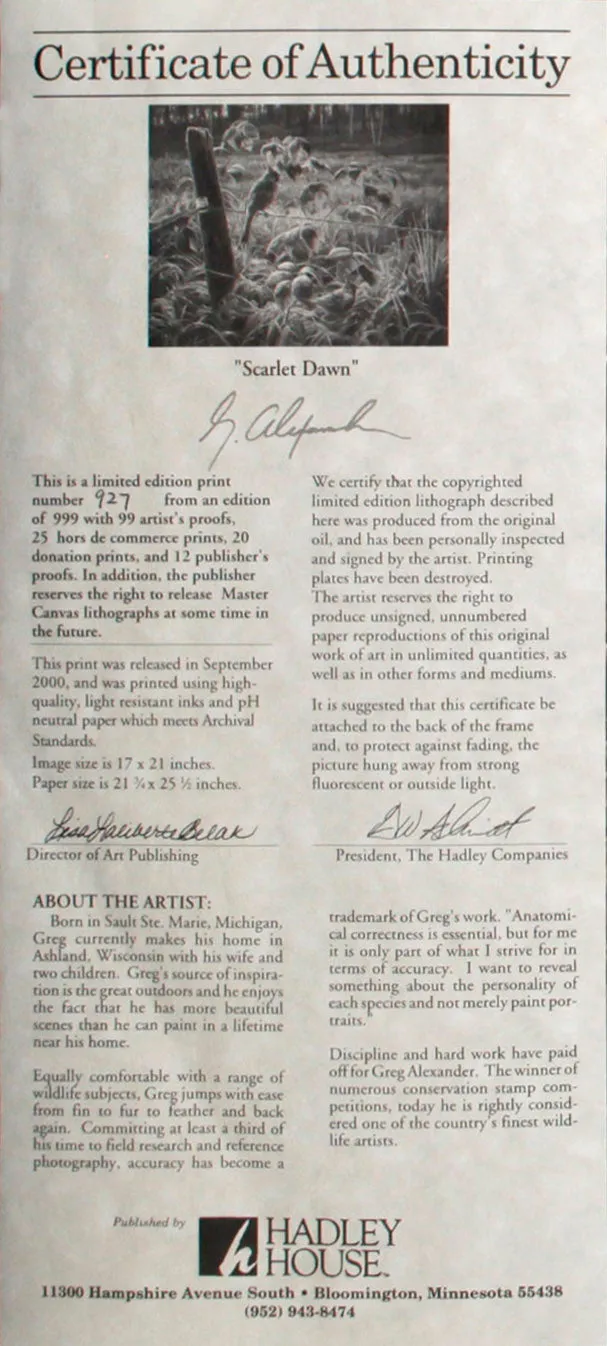 Certificate of Authenticity
"Scarlet Dawn"
G. Alexander
This is a limited edition print
number 927 from an edition
of 999 with 99 artist's proofs,
25 hors de commerce prints, 20
donation prints, and 12 publisher's
proofs. In addition, the publisher
reserves the right to release Master
Canvas lithographs at some time in
the future.
This print was released in September
2000, and was printed using high-
quality, light resistant inks and pH
neutral paper which meets Archival
Standards.
Image size is 17 x 21 inches.
Paper size is 21 ¾ x 25 ½ inches.
Director of Art Publishing
We certify that the copyrighted
limited edition lithograph described
here was produced from the original
oil, and has been personally inspected
and signed by the artist. Printing
plates have been destroyed.
The artist reserves the right to
produce unsigned, unnumbered
paper reproductions of this original
work of art in unlimited quantities, as
well as in other forms and mediums.
It is suggested that this certificate be
attached to the back of the frame
and, to protect against fading, the
picture hung away from strong
fluorescent or outside light.
President, The Hadley Companies
ABOUT THE ARTIST:
Born in Sault Ste. Marie, Michigan,
Greg currently makes his home in
Ashland, Wisconsin with his wife and
two children. Greg's source of inspira-
tion is the great outdoors and he enjoys
the fact that he has more beautiful
scenes than he can paint in a lifetime
near his home.
Equally comfortable with a range of
wildlife subjects, Greg jumps with ease
from fin to fur to feather and back
again. Committing at least a third of
his time to field research and reference
photography, accuracy has become a
trademark of Greg's work. "Anatomi-
cal correctness is essential, but for me
it is only part of what I strive for in
terms of accuracy. I want to reveal
something about the personality of
each species and not merely paint por-
traits."
Discipline and hard work have paid
off for Greg Alexander. The winner of
numerous conservation stamp com-
petitions, today he is rightly consid-
ered one of the country's finest wild-
life artists.
Published by
h HADLEY
HOUSE™
11300 Hampshire Avenue South • Bloomington, Minnesota 55438
(952) 943-8474